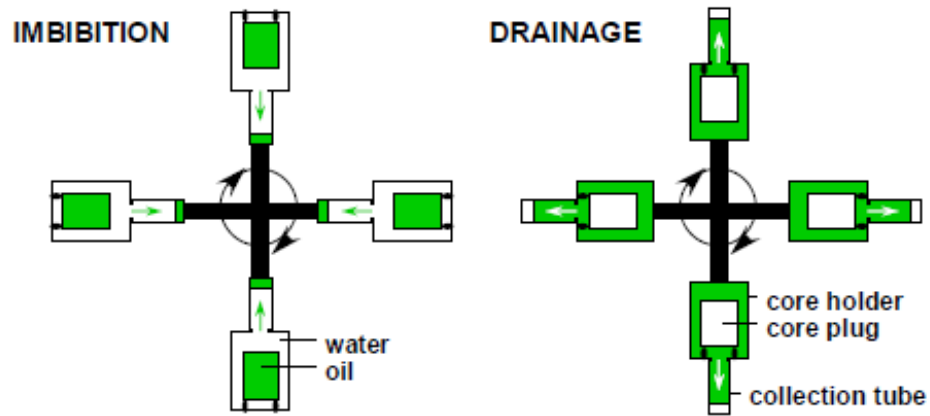 IMBIBITION
DRAINAGE
water
oil
core holder
core plug
collection tube